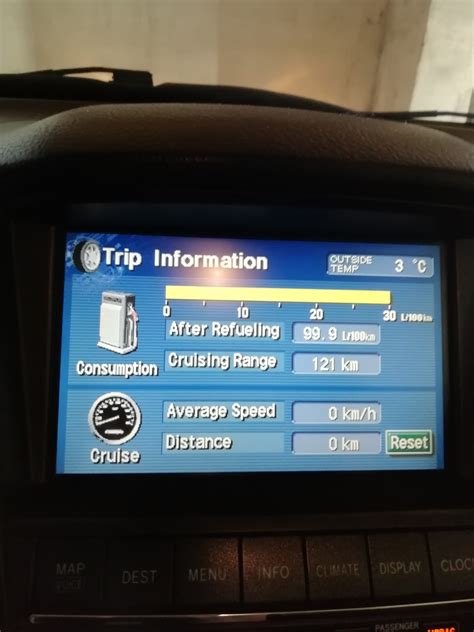 Trip Information
OUTSIDE TEMP 3 °C
0 10 20 30 L/100km
After Refueling 99.9 L/100km
Consumption
Cruising Range 121 km
Average Speed 0 km/h
Cruise
Distance 0 km Reset
MAP DEST MENU INFO CLIMATE DISPLAY CLOC
PASSENGER